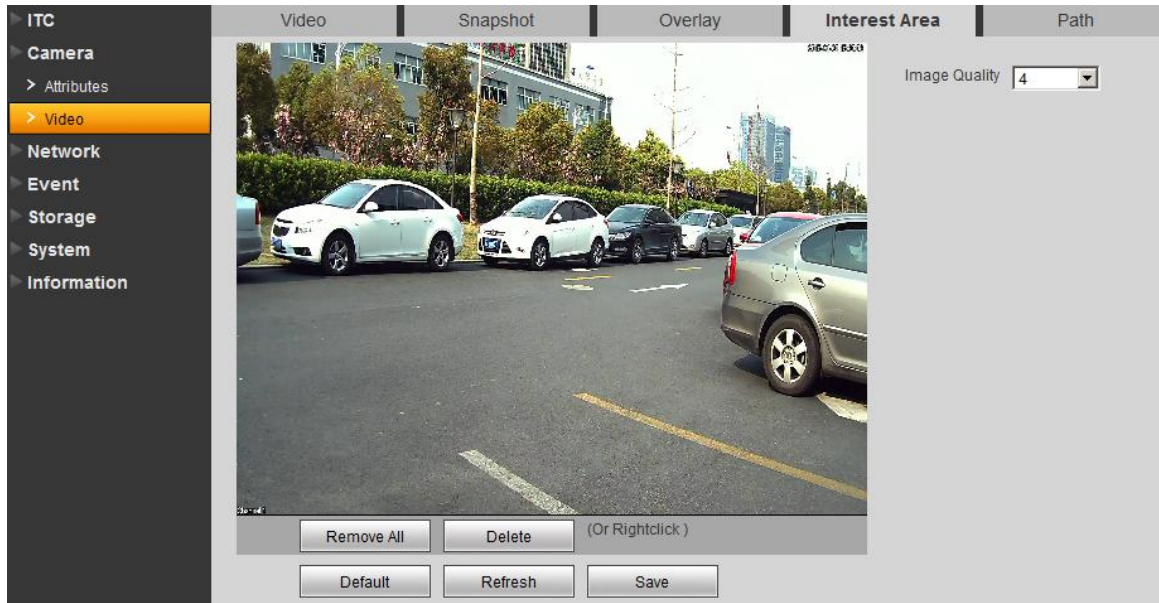 ITC
Camera
Attributes
Video
Network
Event
Storage
System
Information
Video
Snapshot
Overlay
Interest Area
Path
Image Quality
4
Remove All
Delete
(Or Rightclick )
Default
Refresh
Save